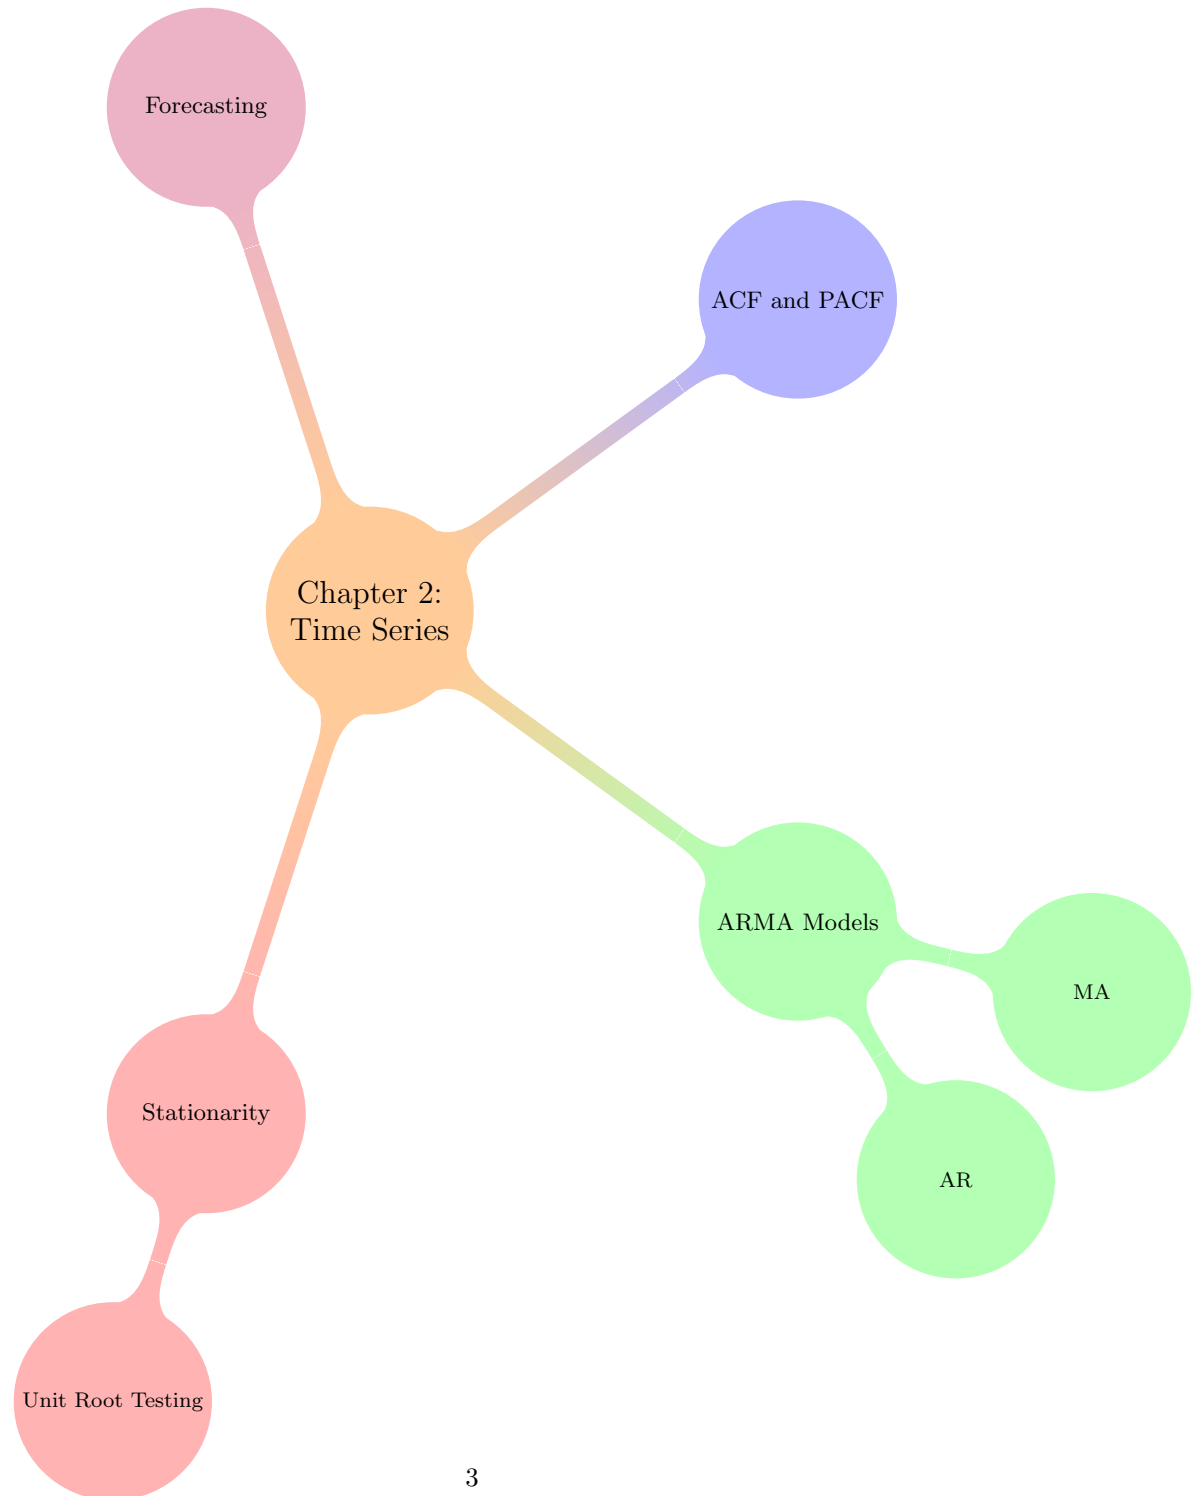 Forecasting
ACF and PACF
Chapter 2:
Time Series
ARMA Models
MA
Stationarity
AR
Unit Root Testing
3